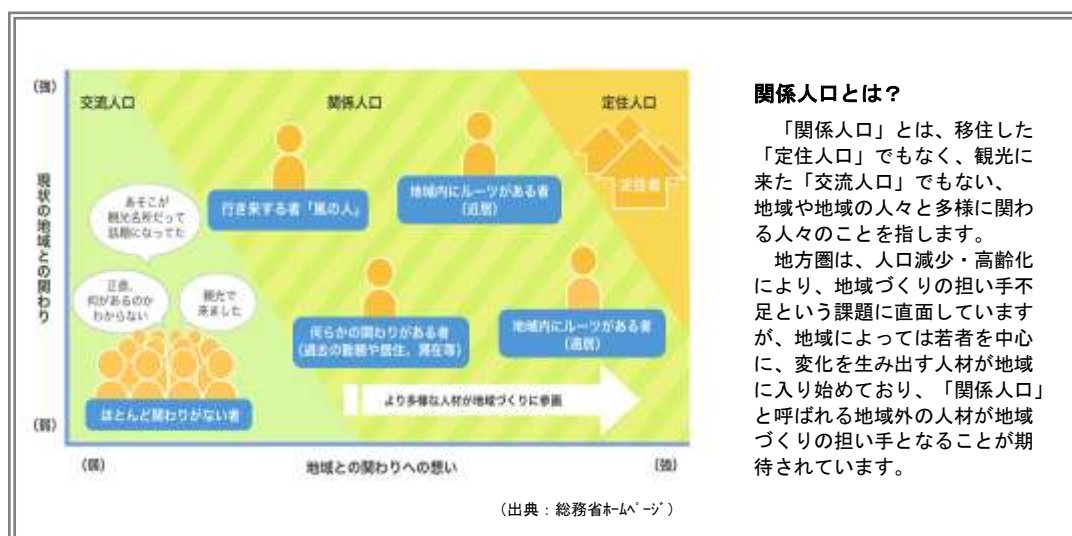 (強)
交流人口
関係人口
定住人口
現状の地域との関わり
あそこが
観光名所だって
話題になってた
行き来する者「風の人」
地域内にルーツがある者
(近居)
定住者
正直、
何があるのか
わからない
観光で
来ました
何らかの関わりがある者
(過去の勤務や居住、滞在等)
地域内にルーツがある者
(遠居)
より多様な人材が地域づくりに参画
ほとんど関わりがない者
(弱)
(弱)
地域との関わりへの想い
(強)
(出典:総務省ホームページ)
関係人口とは?
「関係人口」とは、移住した
「定住人口」でもなく、観光に
来た「交流人口」でもない、
地域や地域の人々と多様に関わ
る人々のことを指します。
地方圏は、人口減少・高齢化
により、地域づくりの担い手不
足という課題に直面しています
が、地域によっては若者を中心
に、変化を生み出す人材が地域
に入り始めており、「関係人口」
と呼ばれる地域外の人材が地域
づくりの担い手となることが期
待されています。